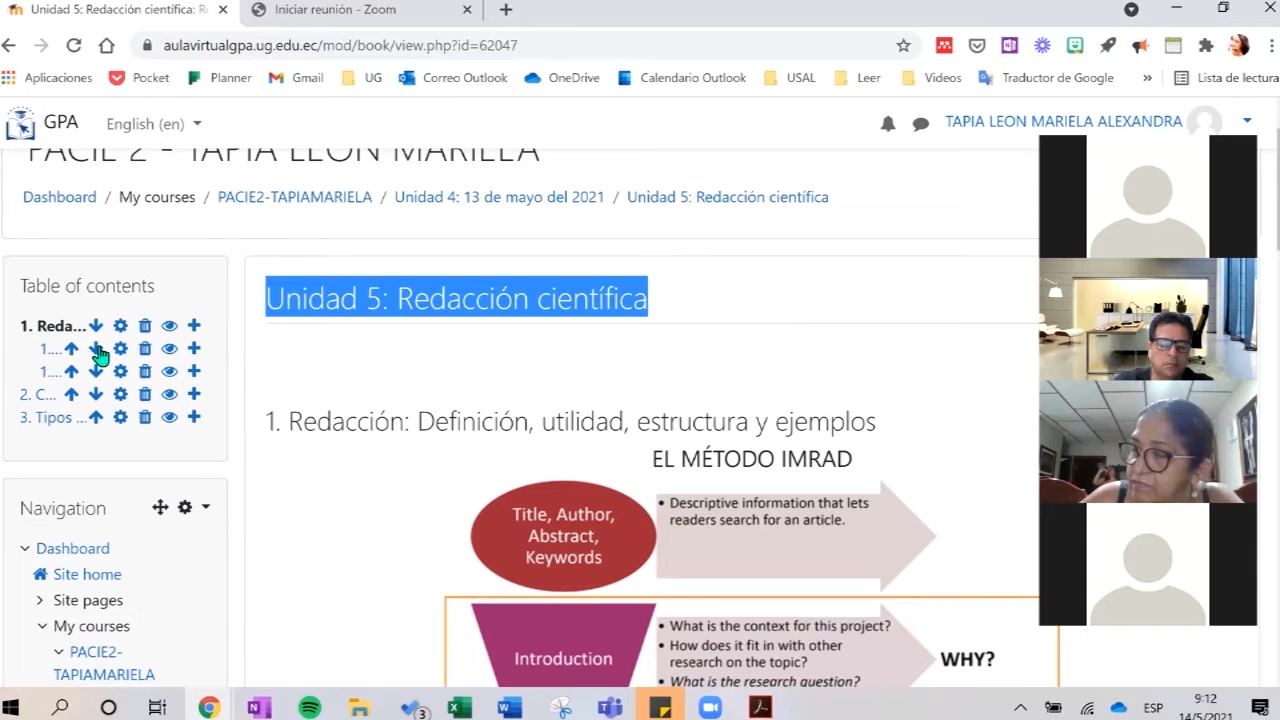 Unidad 5: Redacción científica: R
Iniciar reunión - Zoom
aulavirtualgpa.ug.edu.ec/mod/book/view.php?id=62047
Aplicaciones
Pocket
Planner
Gmail
UG
Correo Outlook
OneDrive
Calendario Outlook
USAL
Leer
Videos
Traductor de Google
»
Lista de lectura
GPA
English (en)
TAPIA LEON MARIELA ALEXANDRA
PACIE 2 - TAPIA LEON MARIELA
Dashboard / My courses / PACIE2-TAPIAMARIELA / Unidad 4: 13 de mayo del 2021 / Unidad 5: Redacción científica
Table of contents
1. Reda...
1....
1....
2. C...
3. Tipos ...
Navigation
Dashboard
Site home
Site pages
My courses
PACIE2-
TAPIAMARIELA
Unidad 5: Redacción científica
1. Redacción: Definición, utilidad, estructura y ejemplos
EL MÉTODO IMRAD
Title, Author,
Abstract,
Keywords
• Descriptive information that lets
readers search for an article.
Introduction
• What is the context for this project?
• How does it fit in with other
research on the topic?
• What is the research question?
WHY?
3
ESP
9:12
14/5/2021